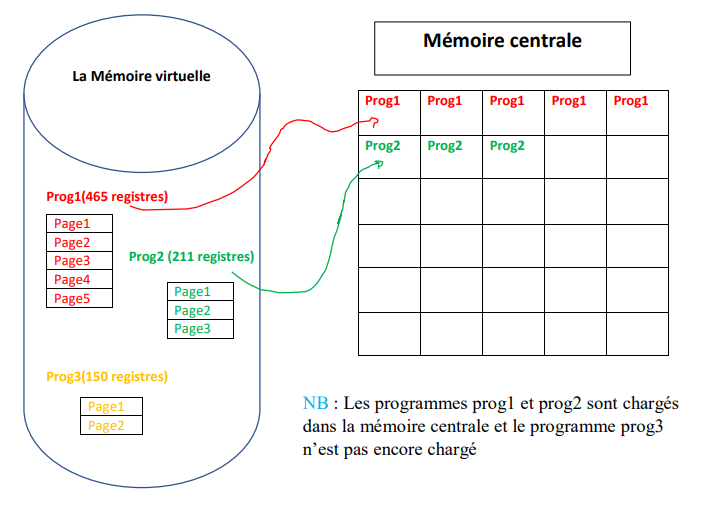 Mémoire centrale
La Mémoire virtuelle
Prog1 Prog1 Prog1 Prog1 Prog1
Prog2 Prog2 Prog2
Prog1(465 registres)
Page1
Page2
Page3
Page4
Page5
Prog2 (211 registres)
Page1
Page2
Page3
Prog3(150 registres)
Page1
Page2
NB : Les programmes prog1 et prog2 sont chargés
dans la mémoire centrale et le programme prog3
n’est pas encore chargé